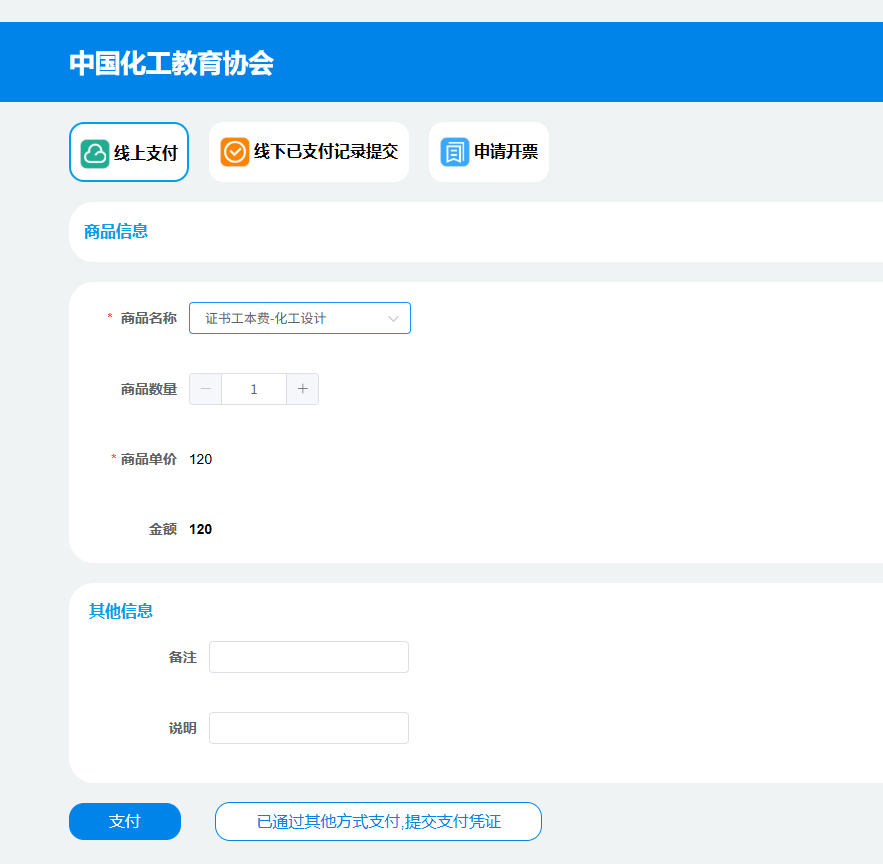 中国化工教育协会
线上支付 线下已支付记录提交 申请开票
商品信息
* 商品名称 证书工本费-化工设计
商品数量 － 1 ＋
* 商品单价 120
金额 120
其他信息
备注
说明
支付 已通过其他方式支付,提交支付凭证